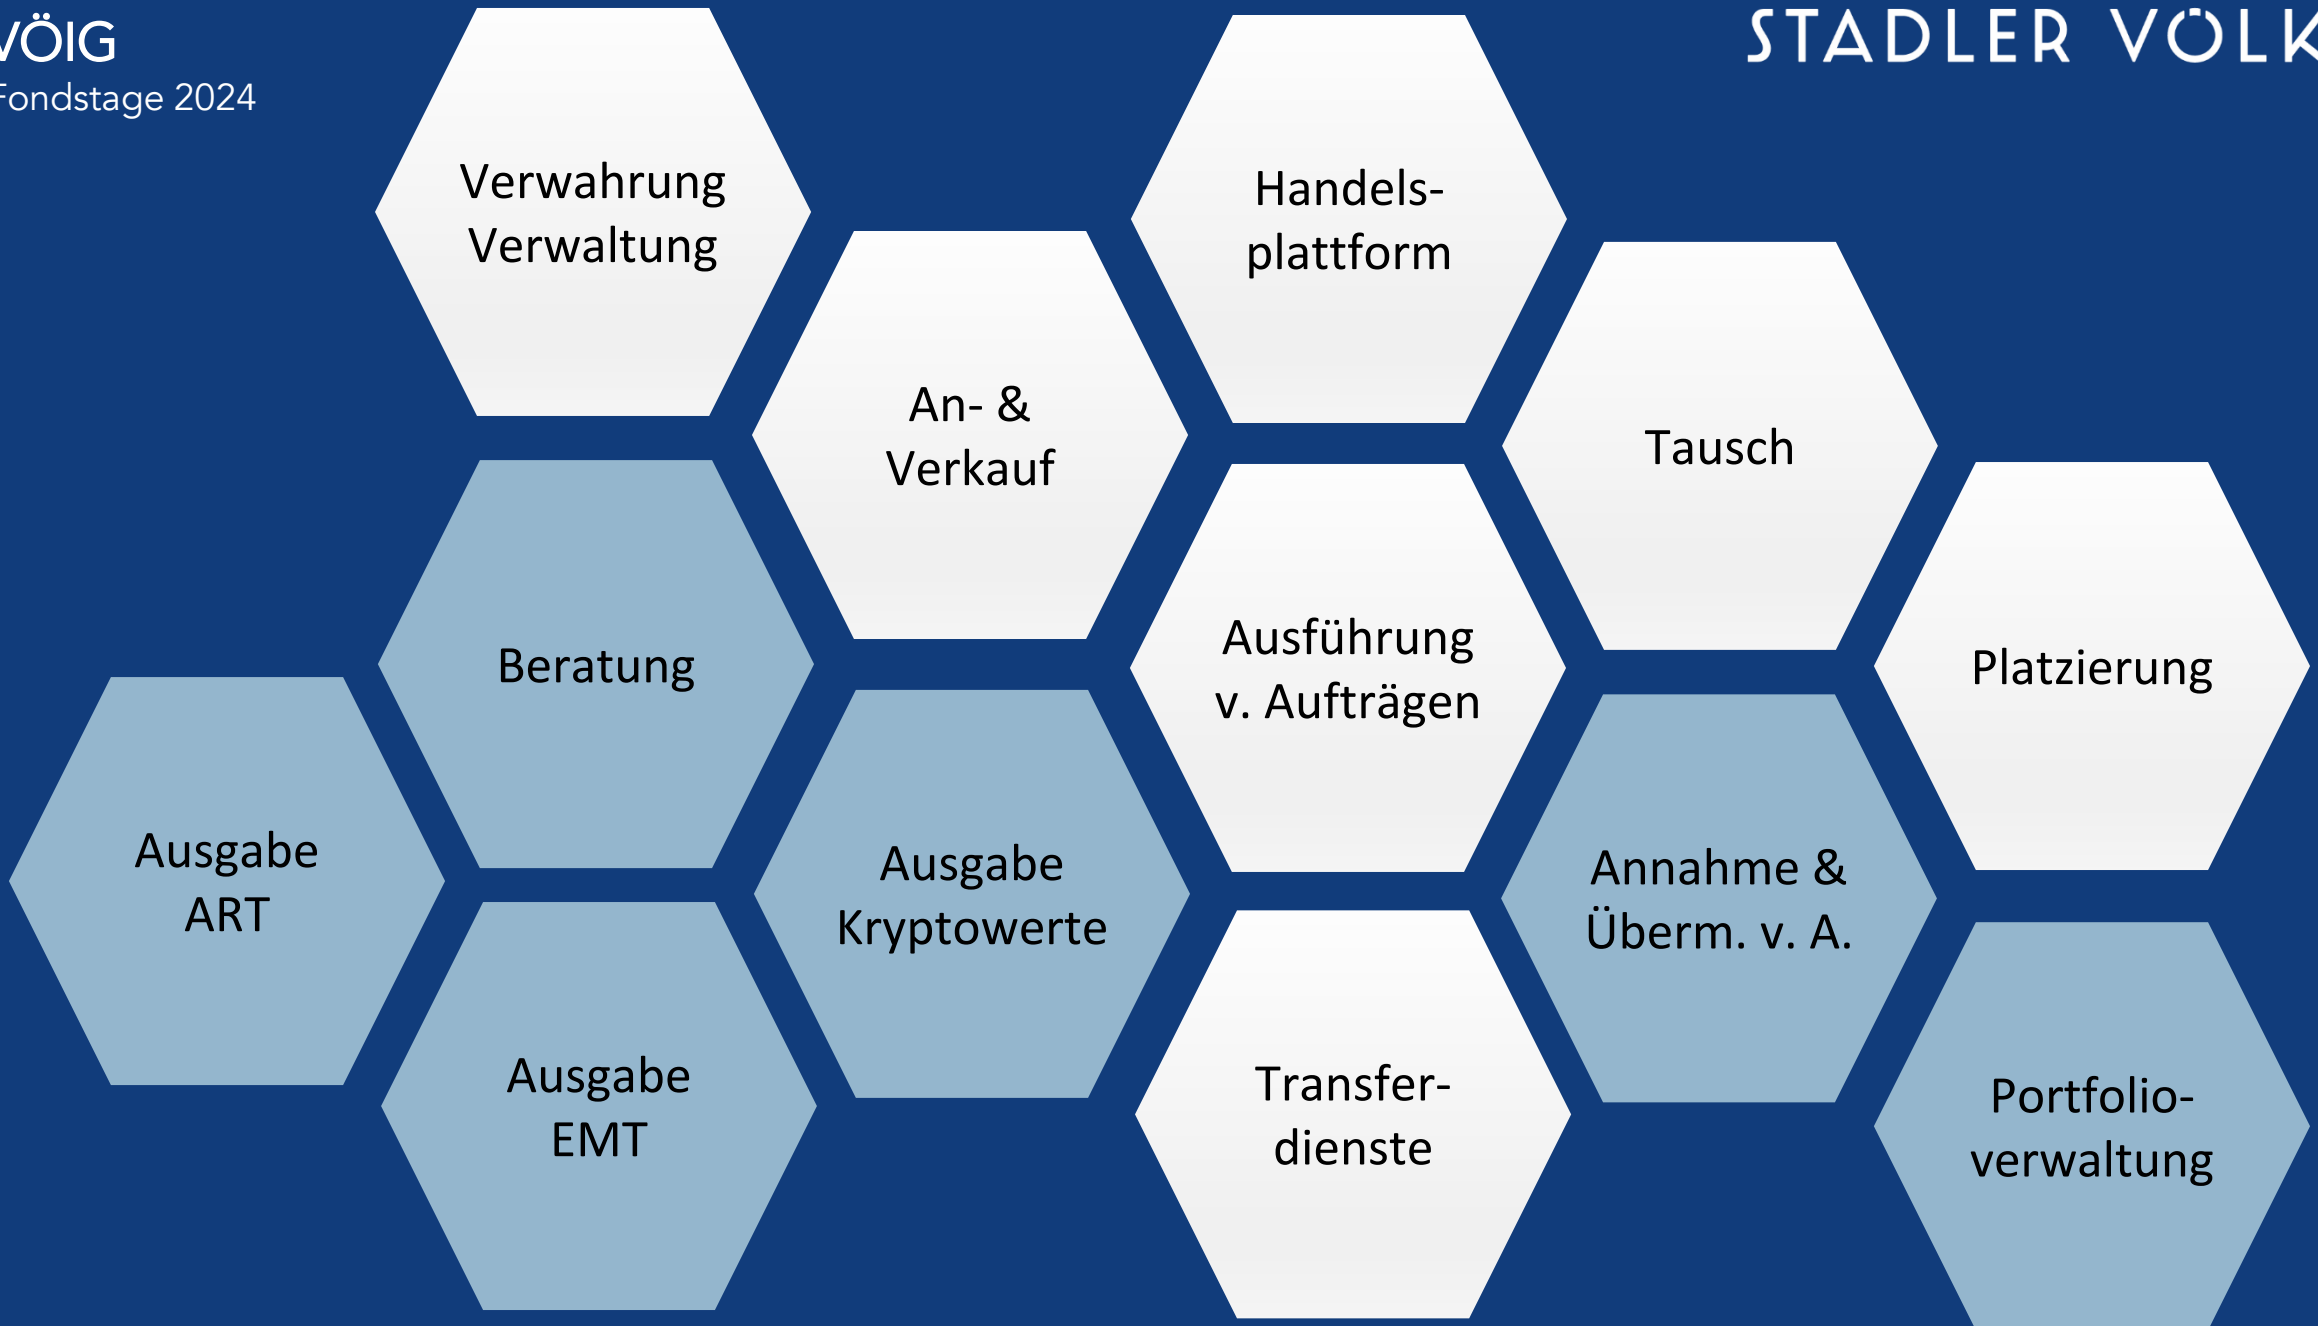 VÖIG
Fondstage 2024
STADLER VÖLK
Verwahrung
Verwaltung
Handels-
plattform
An- &
Verkauf
Tausch
Beratung
Ausführung
v. Aufträgen
Platzierung
Ausgabe
ART
Ausgabe
Kryptowerte
Annahme &
Überm. v. A.
Ausgabe
EMT
Transfer-
dienste
Portfolio-
verwaltung